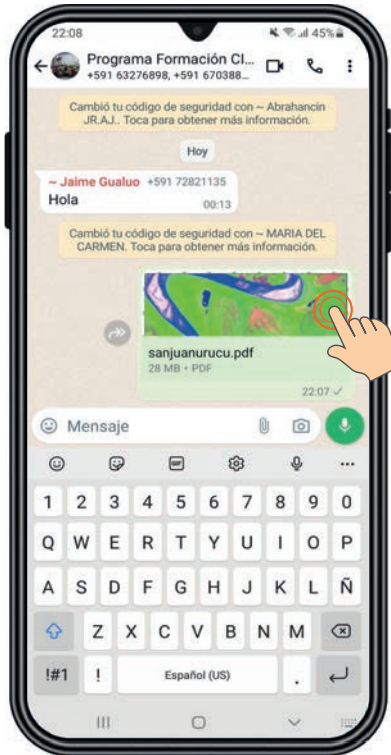 22:08 45%
Programa Formación Cl...
+591 63276898, +591 670388...
Cambió tu código de seguridad con ~ Abrahancin
JR.AJ.. Toca para obtener más información.
Hoy
~ Jaime Gualuo +591 72821135
Hola
00:13
Cambió tu código de seguridad con ~ MARIA DEL
CARMEN. Toca para obtener más información.
sanjuanurucu.pdf
28 MB • PDF
22:07
Mensaje
GIF
1 2 3 4 5 6 7 8 9 0
Q W E R T Y U I O P
A S D F G H J K L Ñ
Z X C V B N M
!#1 ! Español (US) .